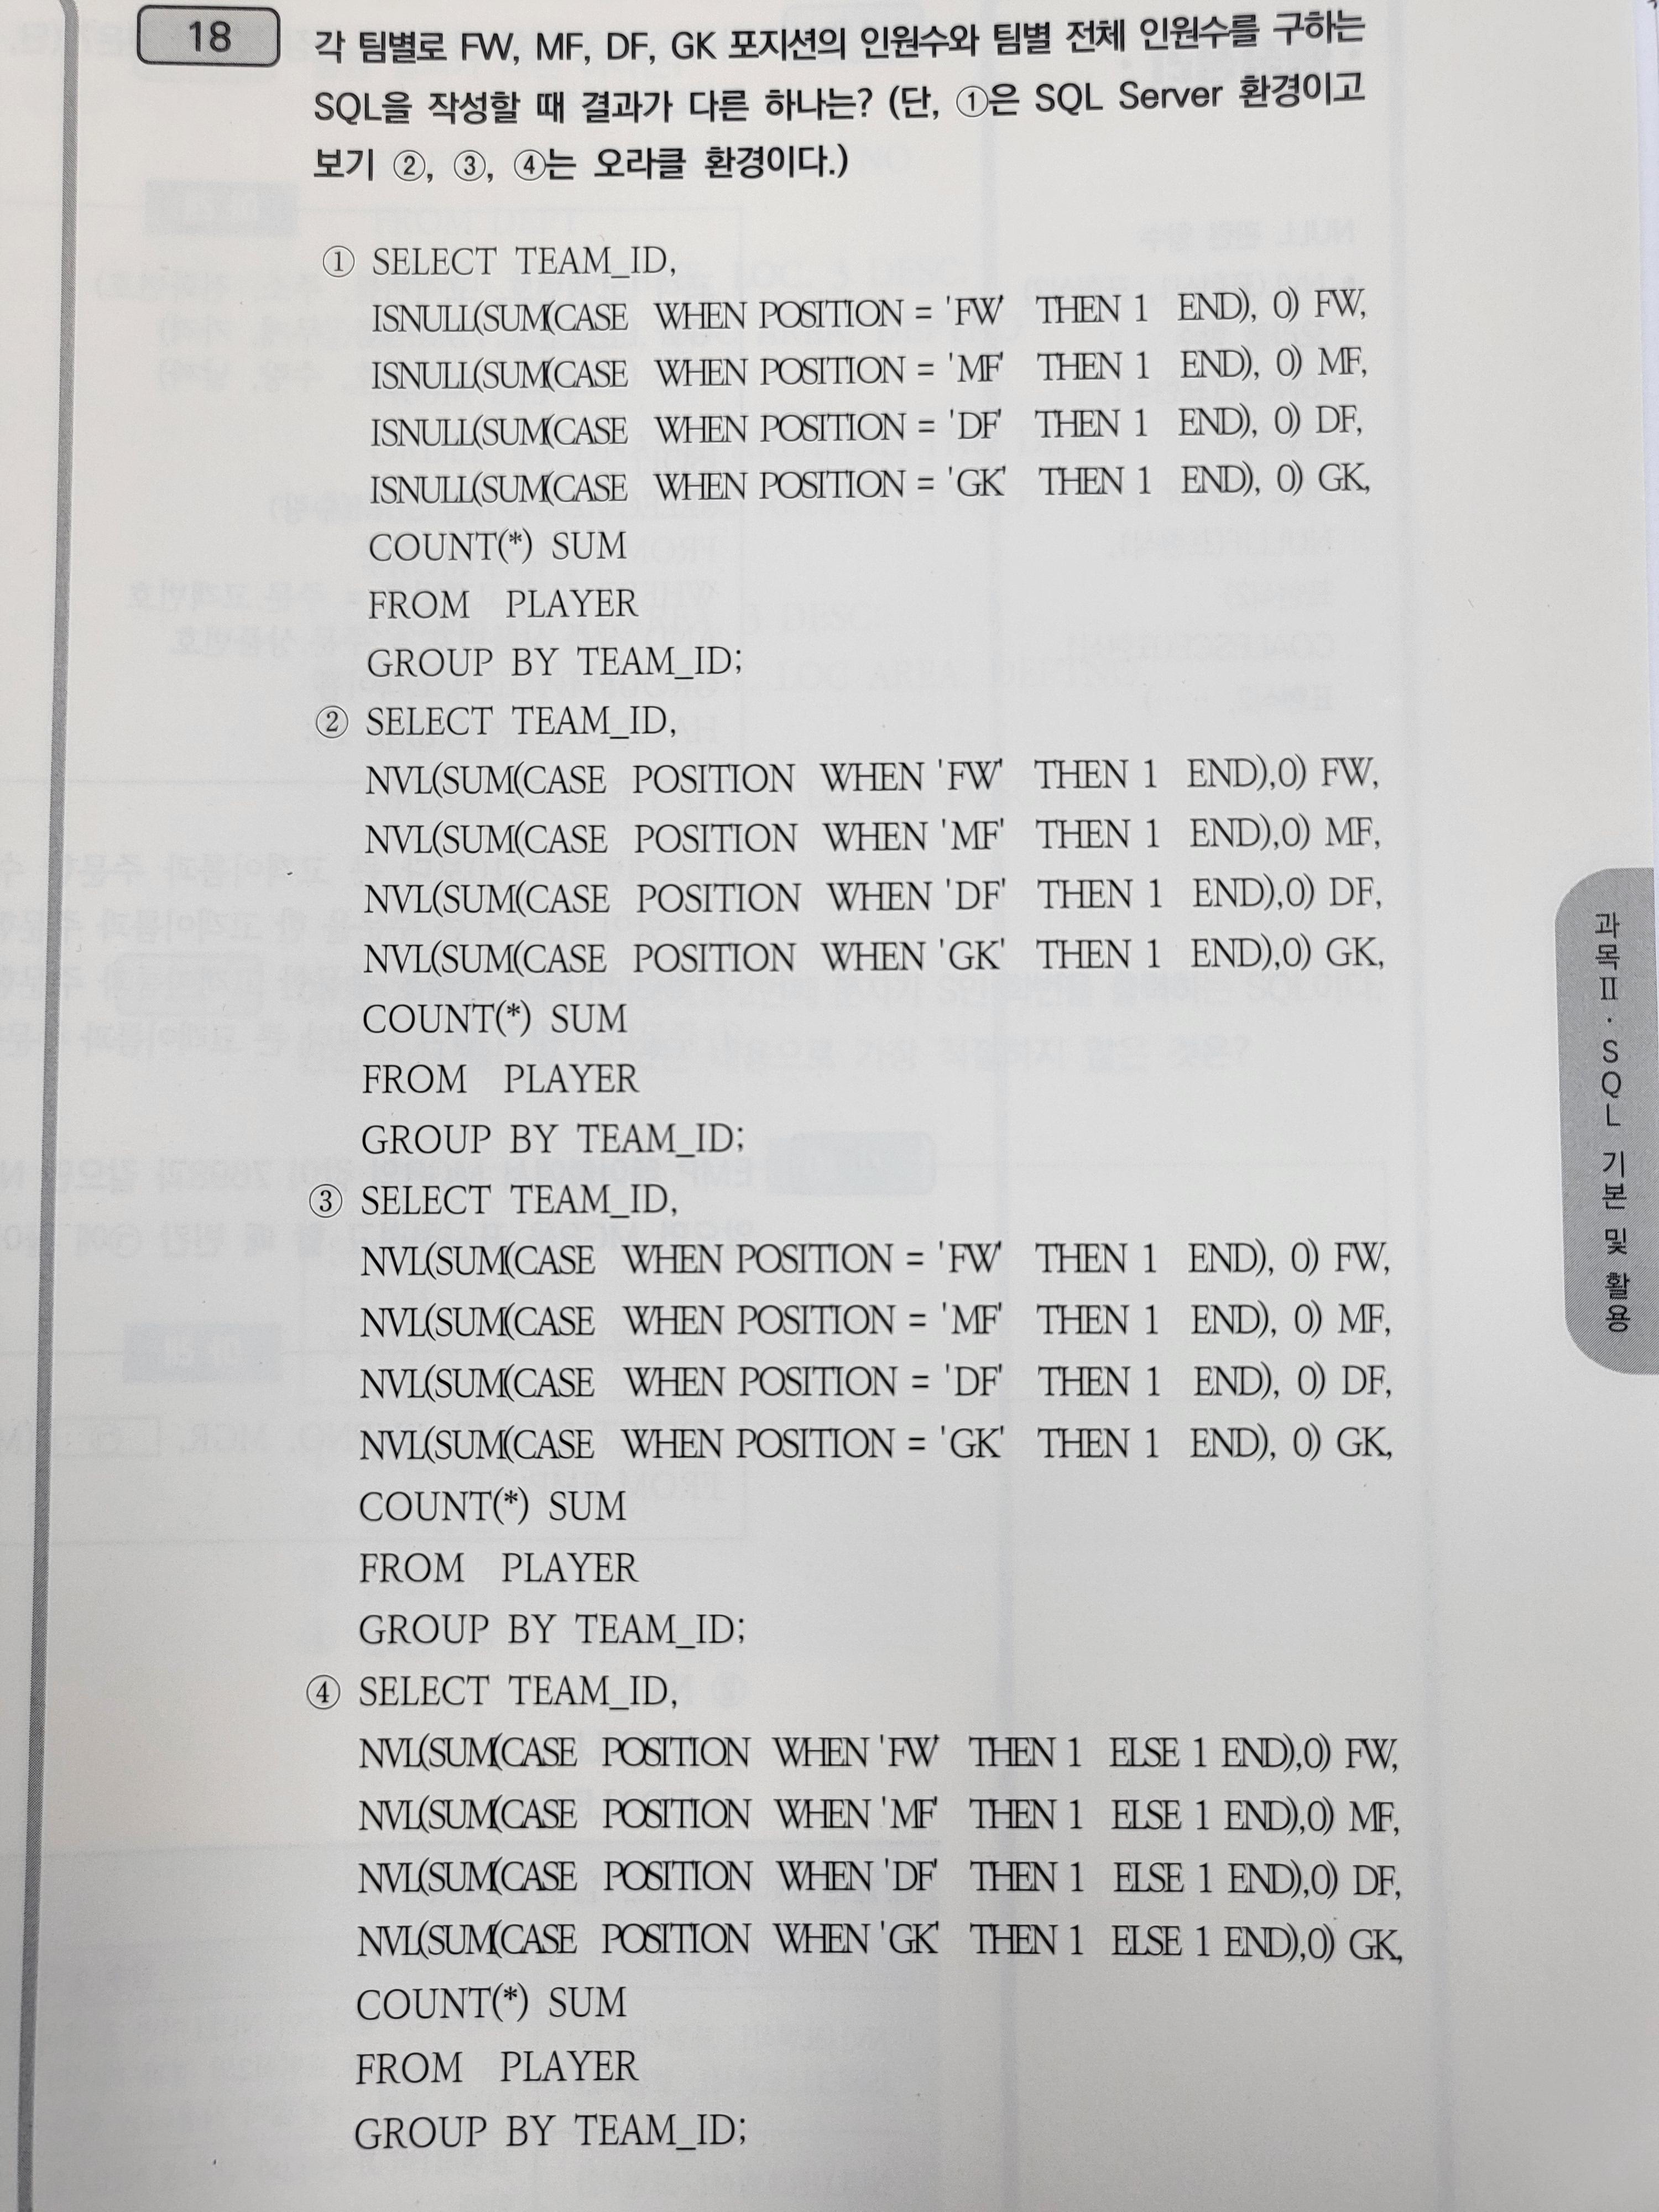 18
각 팀별로 FW, MF, DF, GK 포지션의 인원수와 팀별 전체 인원수를 구하는
SQL을 작성할 때 결과가 다른 하나는? (단, ①은 SQL Server 환경이고
보기 ②, ③, ④는 오라클 환경이다.)
① SELECT TEAM_ID,
ISNULL(SUM(CASE WHEN POSITION = 'FW' THEN 1 END), 0) FW,
ISNULL(SUM(CASE WHEN POSITION = 'MF' THEN 1 END), 0) MF,
ISNULL(SUM(CASE WHEN POSITION = 'DF' THEN 1 END), 0) DF,
ISNULL(SUM(CASE WHEN POSITION = 'GK' THEN 1 END), 0) GK,
COUNT(*) SUM
FROM PLAYER
GROUP BY TEAM_ID;
② SELECT TEAM_ID,
NVL(SUM(CASE POSITION WHEN 'FW' THEN 1 END),0) FW,
NVL(SUM(CASE POSITION WHEN 'MF' THEN 1 END),0) MF,
NVL(SUM(CASE POSITION WHEN 'DF' THEN 1 END),0) DF,
NVL(SUM(CASE POSITION WHEN 'GK' THEN 1 END),0) GK,
COUNT(*) SUM
FROM PLAYER
GROUP BY TEAM_ID;
③ SELECT TEAM_ID,
NVL(SUM(CASE WHEN POSITION = 'FW' THEN 1 END), 0) FW,
NVL(SUM(CASE WHEN POSITION = 'MF' THEN 1 END), 0) MF,
NVL(SUM(CASE WHEN POSITION = 'DF' THEN 1 END), 0) DF,
NVL(SUM(CASE WHEN POSITION = 'GK' THEN 1 END), 0) GK,
COUNT(*) SUM
FROM PLAYER
GROUP BY TEAM_ID;
④ SELECT TEAM_ID,
NVL(SUM(CASE POSITION WHEN 'FW' THEN 1 ELSE 1 END),0) FW,
NVL(SUM(CASE POSITION WHEN 'MF' THEN 1 ELSE 1 END),0) MF,
NVL(SUM(CASE POSITION WHEN 'DF' THEN 1 ELSE 1 END),0) DF,
NVL(SUM(CASE POSITION WHEN 'GK' THEN 1 ELSE 1 END),0) GK,
COUNT(*) SUM
FROM PLAYER
GROUP BY TEAM_ID;
과목 II · SQL 기본 및 활용